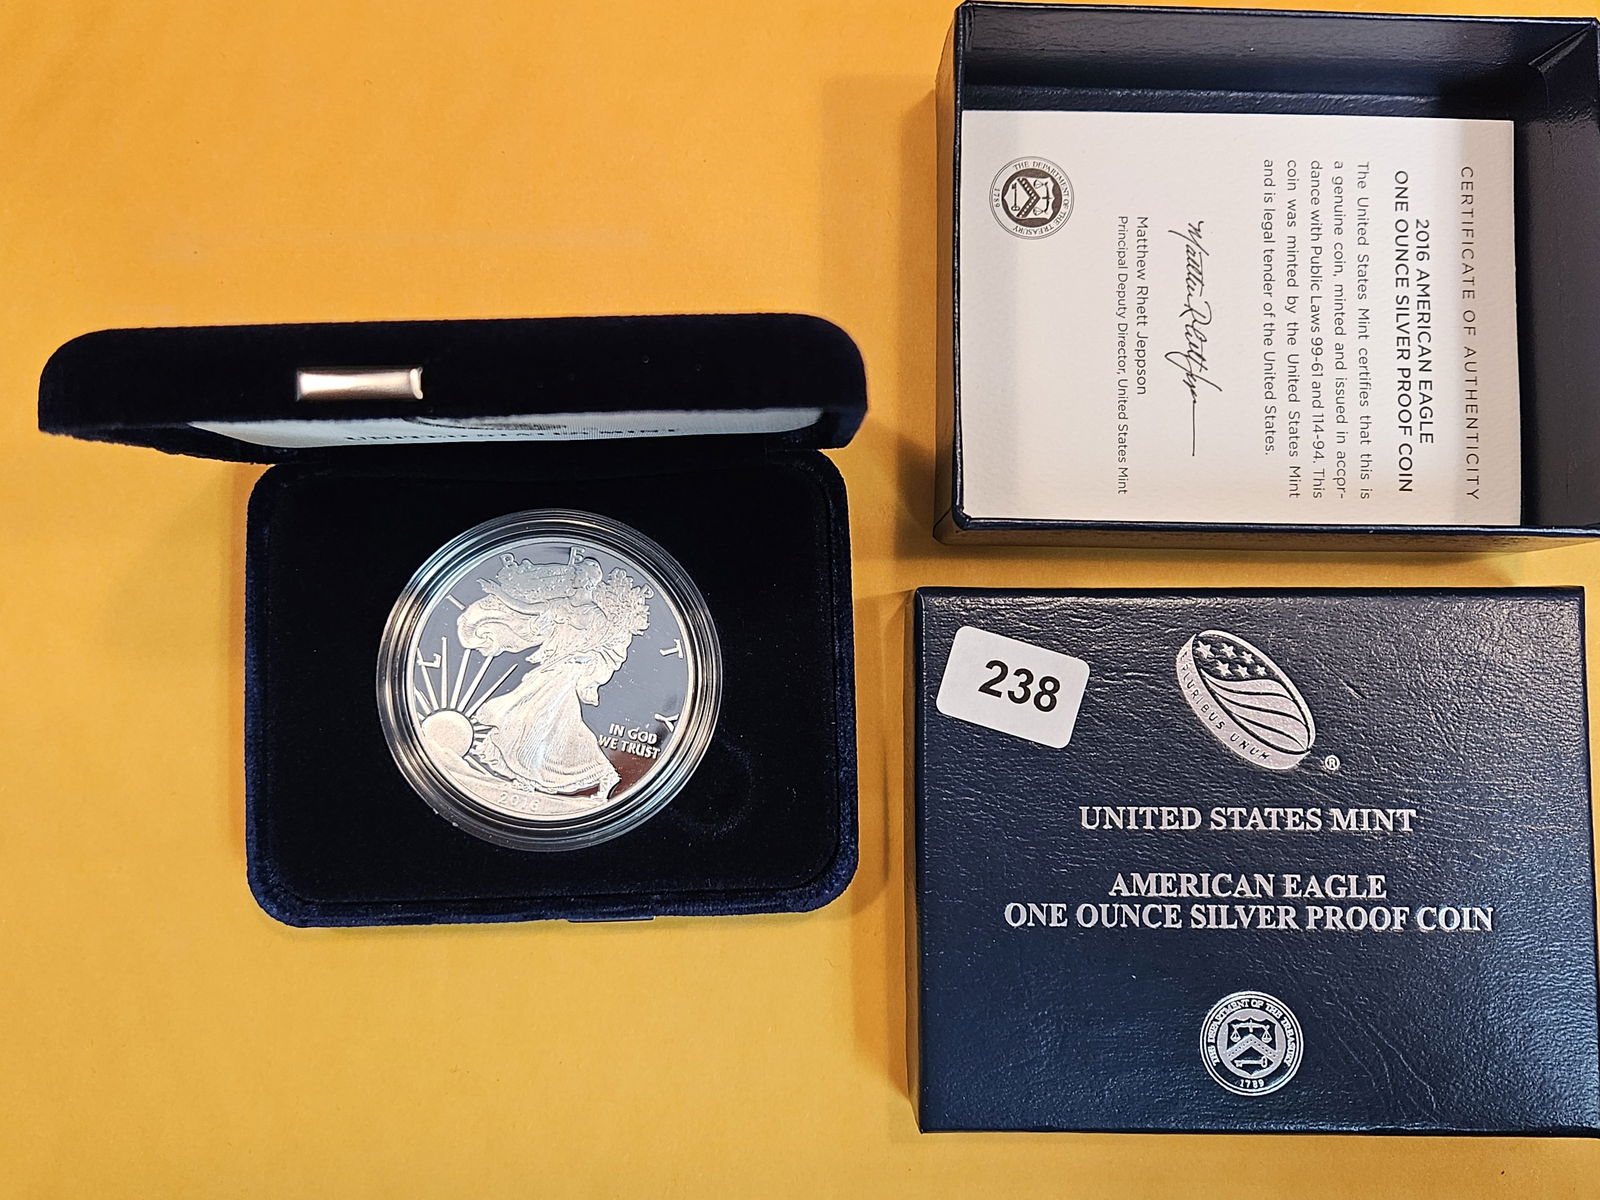 CERTIFICATE OF AUTHENTICITY
2016 AMERICAN EAGLE
ONE OUNCE SILVER PROOF COIN
The United States Mint certifies that this is
a genuine coin, minted and issued in accor-
dance with Public Laws 99-61 and 114-94. This
coin was minted by the United States Mint
and is legal tender of the United States.
Matthew Rhett Jeppson
Principal Deputy Director, United States Mint
THE DEPARTMENT OF THE TREASURY
1789
UNITED STATES MINT
LIBERTY
IN GOD
WE TRUST
2016
238
E PLURIBUS UNUM
®
UNITED STATES MINT
AMERICAN EAGLE
ONE OUNCE SILVER PROOF COIN
THE DEPARTMENT OF THE TREASURY
1789